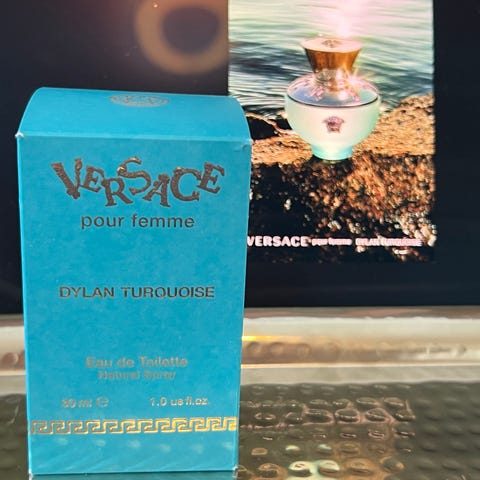 VERSACE
pour femme
DYLAN TURQUOISE
Eau de Toilette
Natural Spray
30 ml e 1.0 us fl.oz.
VERSACE pour femme DYLAN TURQUOISE